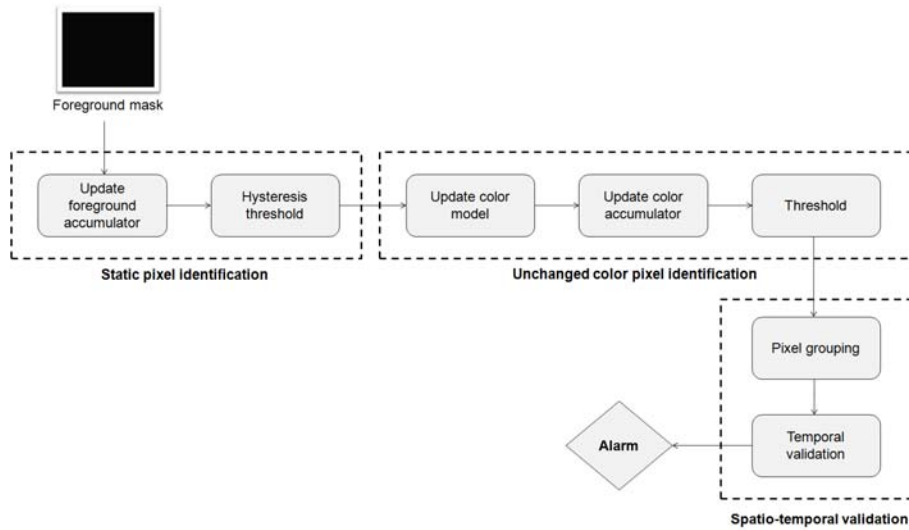 Foreground mask
Update
foreground
accumulator
Hysteresis
threshold
Update color
model
Update color
accumulator
Threshold
Static pixel identification
Unchanged color pixel identification
Pixel grouping
Temporal
validation
Alarm
Spatio-temporal validation